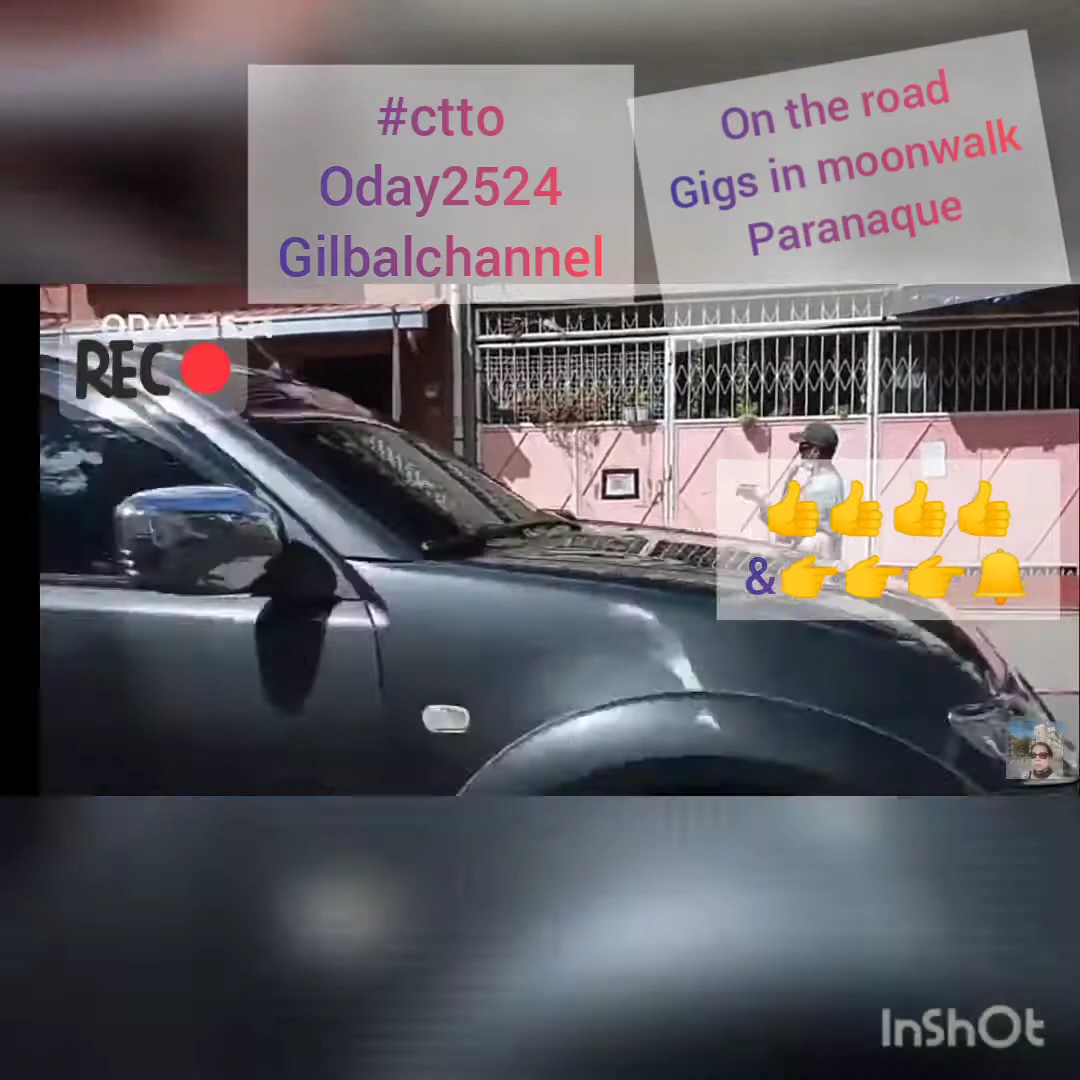 #ctto
Oday2524
Gilbalchannel
On the road
Gigs in moonwalk
Paranaque
REC
&
InShOt